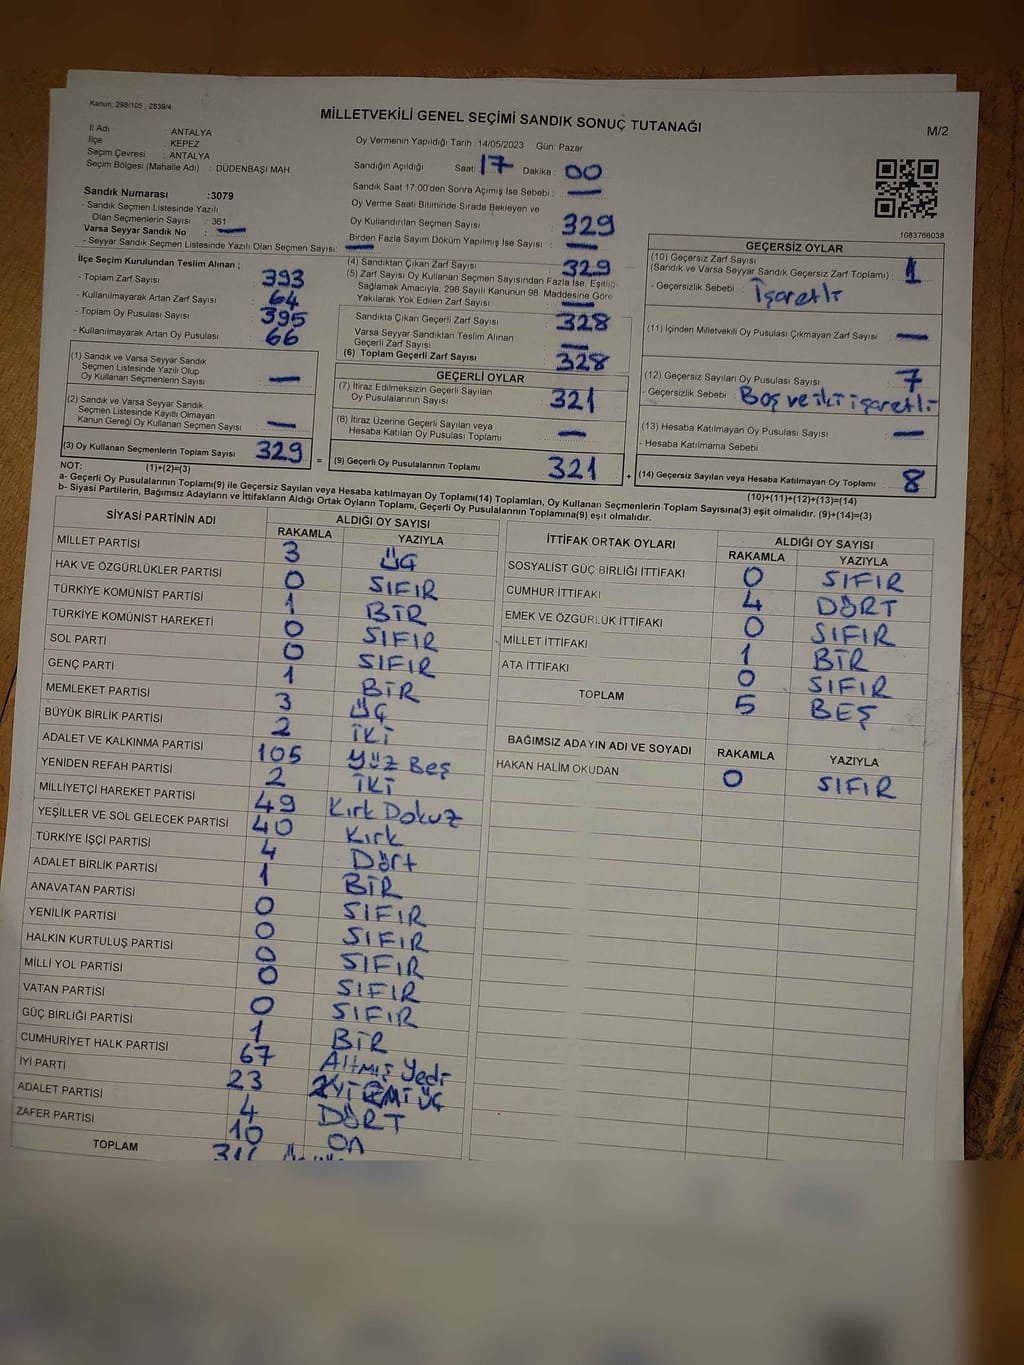 Kanun: 298/105 , 2839/4
MİLLETVEKİLİ GENEL SEÇİMİ SANDIK SONUÇ TUTANAĞI
M/2
İl Adı : ANTALYA
İlçe : KEPEZ
Seçim Çevresi : ANTALYA
Seçim Bölgesi (Mahalle Adı) : DÜDENBAŞI MAH.
Oy Vermenin Yapıldığı Tarih : 14/05/2023 Gün: Pazar
Sandığın Açıldığı Saat: 17 Dakika : 00
Sandık Saat 17:00'den Sonra Açılmış İse Sebebi : —
Oy Verme Saati Bitiminde Sırada Bekleyen ve
Oy Kullandırılan Seçmen Sayısı 329
Birden Fazla Sayım Döküm Yapılmış İse Sayısı : —
Sandık Numarası :3079
- Sandık Seçmen Listesinde Yazılı
Olan Seçmenlerin Sayısı : 361
Varsa Seyyar Sandık No : —
- Seyyar Sandık Seçmen Listesinde Yazılı Olan Seçmen Sayısı: —
İlçe Seçim Kurulundan Teslim Alınan ;
- Toplam Zarf Sayısı : 393
- Kullanılmayarak Artan Zarf Sayısı : 64
- Toplam Oy Pusulası Sayısı : 395
- Kullanılmayarak Artan Oy Pusulası : 66
(1) Sandık ve Varsa Seyyar Sandık
Seçmen Listesinde Yazılı Olup
Oy Kullanan Seçmenlerin Sayısı —
(2) Sandık ve Varsa Seyyar Sandık
Seçmen Listesinde Kayıtlı Olmayan
Kanun Gereği Oy Kullanan Seçmen Sayısı —
(3) Oy Kullanan Seçmenlerin Toplam Sayısı 329
(4) Sandıktan Çıkan Zarf Sayısı 329
(5) Zarf Sayısı Oy Kullanan Seçmen Sayısından Fazla İse, Eşitliği
Sağlamak Amacıyla, 298 Sayılı Kanunun 98. Maddesine Göre
Yakılarak Yok Edilen Zarf Sayısı —
Sandıkta Çıkan Geçerli Zarf Sayısı 328
Varsa Seyyar Sandıktan Teslim Alınan
Geçerli Zarf Sayısı —
(6) Toplam Geçerli Zarf Sayısı 328
GEÇERLİ OYLAR
(7) İtiraz Edilmeksizin Geçerli Sayılan
Oy Pusulalarının Sayısı 321
(8) İtiraz Üzerine Geçerli Sayılan veya
Hesaba Katılan Oy Pusulası Toplamı —
= (9) Geçerli Oy Pusulalarının Toplamı 321 +
1083766038
GEÇERSİZ OYLAR
(10) Geçersiz Zarf Sayısı
(Sandık ve Varsa Seyyar Sandık Geçersiz Zarf Toplamı) : 1
- Geçersizlik Sebebi : İşaretli
(11) İçinden Milletvekili Oy Pusulası Çıkmayan Zarf Sayısı —
(12) Geçersiz Sayılan Oy Pusulası Sayısı 7
- Geçersizlik Sebebi Boş ve iki işaretli
(13) Hesaba Katılmayan Oy Pusulası Sayısı —
- Hesaba Katılmama Sebebi
(14) Geçersiz Sayılan veya Hesaba Katılmayan Oy Toplamı 8
NOT: (1)+(2)=(3)
(10)+(11)+(12)+(13)=(14)
a- Geçerli Oy Pusulaların Toplamı(9) ile Geçersiz Sayılan veya Hesaba katılmayan Oy Toplamı(14) Toplamları, Oy Kullanan Seçmenlerin Toplam Sayısına(3) eşit olmalıdır. (9)+(14)=(3)
b- Siyasi Partilerin, Bağımsız Adayların ve İttifakların Aldığı Ortak Oyların Toplamı, Geçerli Oy Pusulalarının Toplamına(9) eşit olmalıdır.
SİYASİ PARTİNİN ADI ALDIĞI OY SAYISI
RAKAMLA YAZIYLA
MİLLET PARTİSİ 3 ÜÇ
HAK VE ÖZGÜRLÜKLER PARTİSİ 0 SIFIR
TÜRKİYE KOMÜNİST PARTİSİ 1 BİR
TÜRKİYE KOMÜNİST HAREKETİ 0 SIFIR
SOL PARTİ 0 SIFIR
GENÇ PARTİ 1 BİR
MEMLEKET PARTİSİ 3 ÜÇ
BÜYÜK BİRLİK PARTİSİ 2 İKİ
ADALET VE KALKINMA PARTİSİ 105 Yüz Beş
YENİDEN REFAH PARTİSİ 2 İKİ
MİLLİYETÇİ HAREKET PARTİSİ 49 Kırk Dokuz
YEŞİLLER VE SOL GELECEK PARTİSİ 40 Kırk
TÜRKİYE İŞÇİ PARTİSİ 4 Dört
ADALET BİRLİK PARTİSİ 1 BİR
ANAVATAN PARTİSİ 0 SIFIR
YENİLİK PARTİSİ 0 SIFIR
HALKIN KURTULUŞ PARTİSİ 0 SIFIR
MİLLİ YOL PARTİSİ 0 SIFIR
VATAN PARTİSİ 0 SIFIR
GÜÇ BİRLİĞİ PARTİSİ 1 BİR
CUMHURİYET HALK PARTİSİ 67 Altmış Yedi
İYİ PARTİ 23 YİRMİ ÜÇ
ADALET PARTİSİ 4 DÖRT
ZAFER PARTİSİ 10 ON
TOPLAM
İTTİFAK ORTAK OYLARI ALDIĞI OY SAYISI
RAKAMLA YAZIYLA
SOSYALİST GÜÇ BİRLİĞİ İTTİFAKI 0 SIFIR
CUMHUR İTTİFAKI 4 DÖRT
EMEK VE ÖZGÜRLÜK İTTİFAKI 0 SIFIR
MİLLET İTTİFAKI 1 BİR
ATA İTTİFAKI 0 SIFIR
TOPLAM 5 BEŞ
BAĞIMSIZ ADAYIN ADI VE SOYADI RAKAMLA YAZIYLA
HAKAN HALİM OKUDAN 0 SIFIR